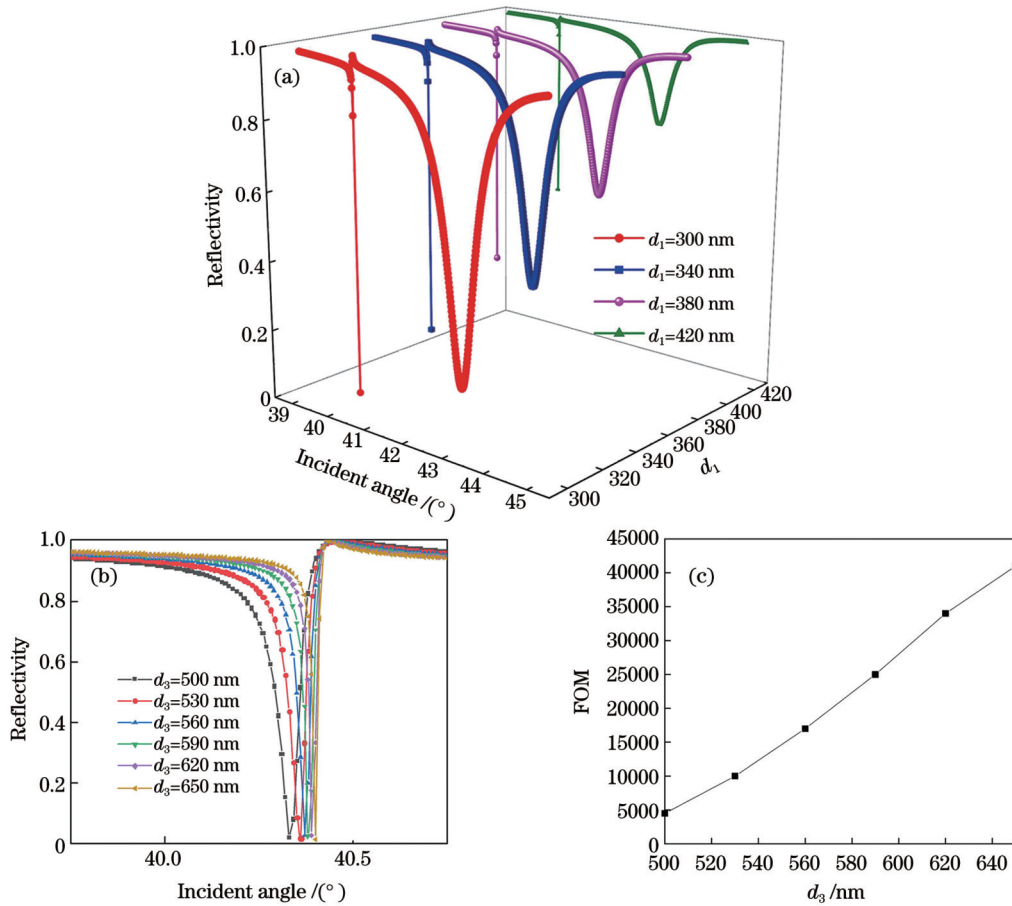 (a)
1.0
0.8
0.6
0.4
0.2
0
Reflectivity
39
40
41
42
43
44
45
Incident angle /(°)
300
320
340
360
380
400
420
d₁
d₁=300 nm
d₁=340 nm
d₁=380 nm
d₁=420 nm
(b)
1.0
0.8
0.6
0.4
0.2
0
Reflectivity
d₃=500 nm
d₃=530 nm
d₃=560 nm
d₃=590 nm
d₃=620 nm
d₃=650 nm
40.0
40.5
Incident angle /(°)
(c)
45000
40000
35000
30000
25000
20000
15000
10000
5000
0
FOM
500
520
540
560
580
600
620
640
d₃ /nm